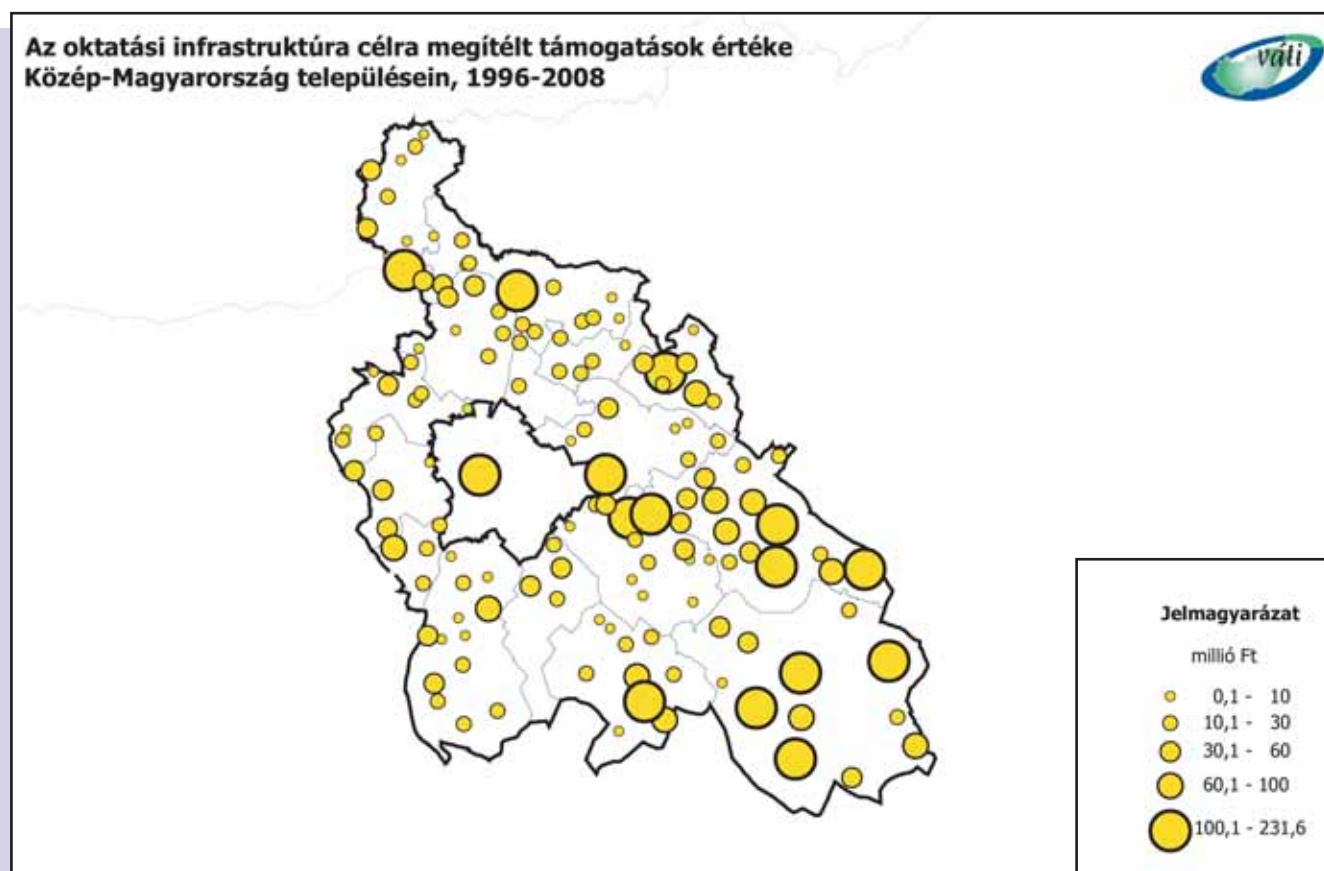 Az oktatási infrastruktúra célra megítélt támogatások értéke
Közép-Magyarország településein, 1996-2008
váti
Jelmagyarázat
millió Ft
0,1 - 10
10,1 - 30
30,1 - 60
60,1 - 100
100,1 - 231,6